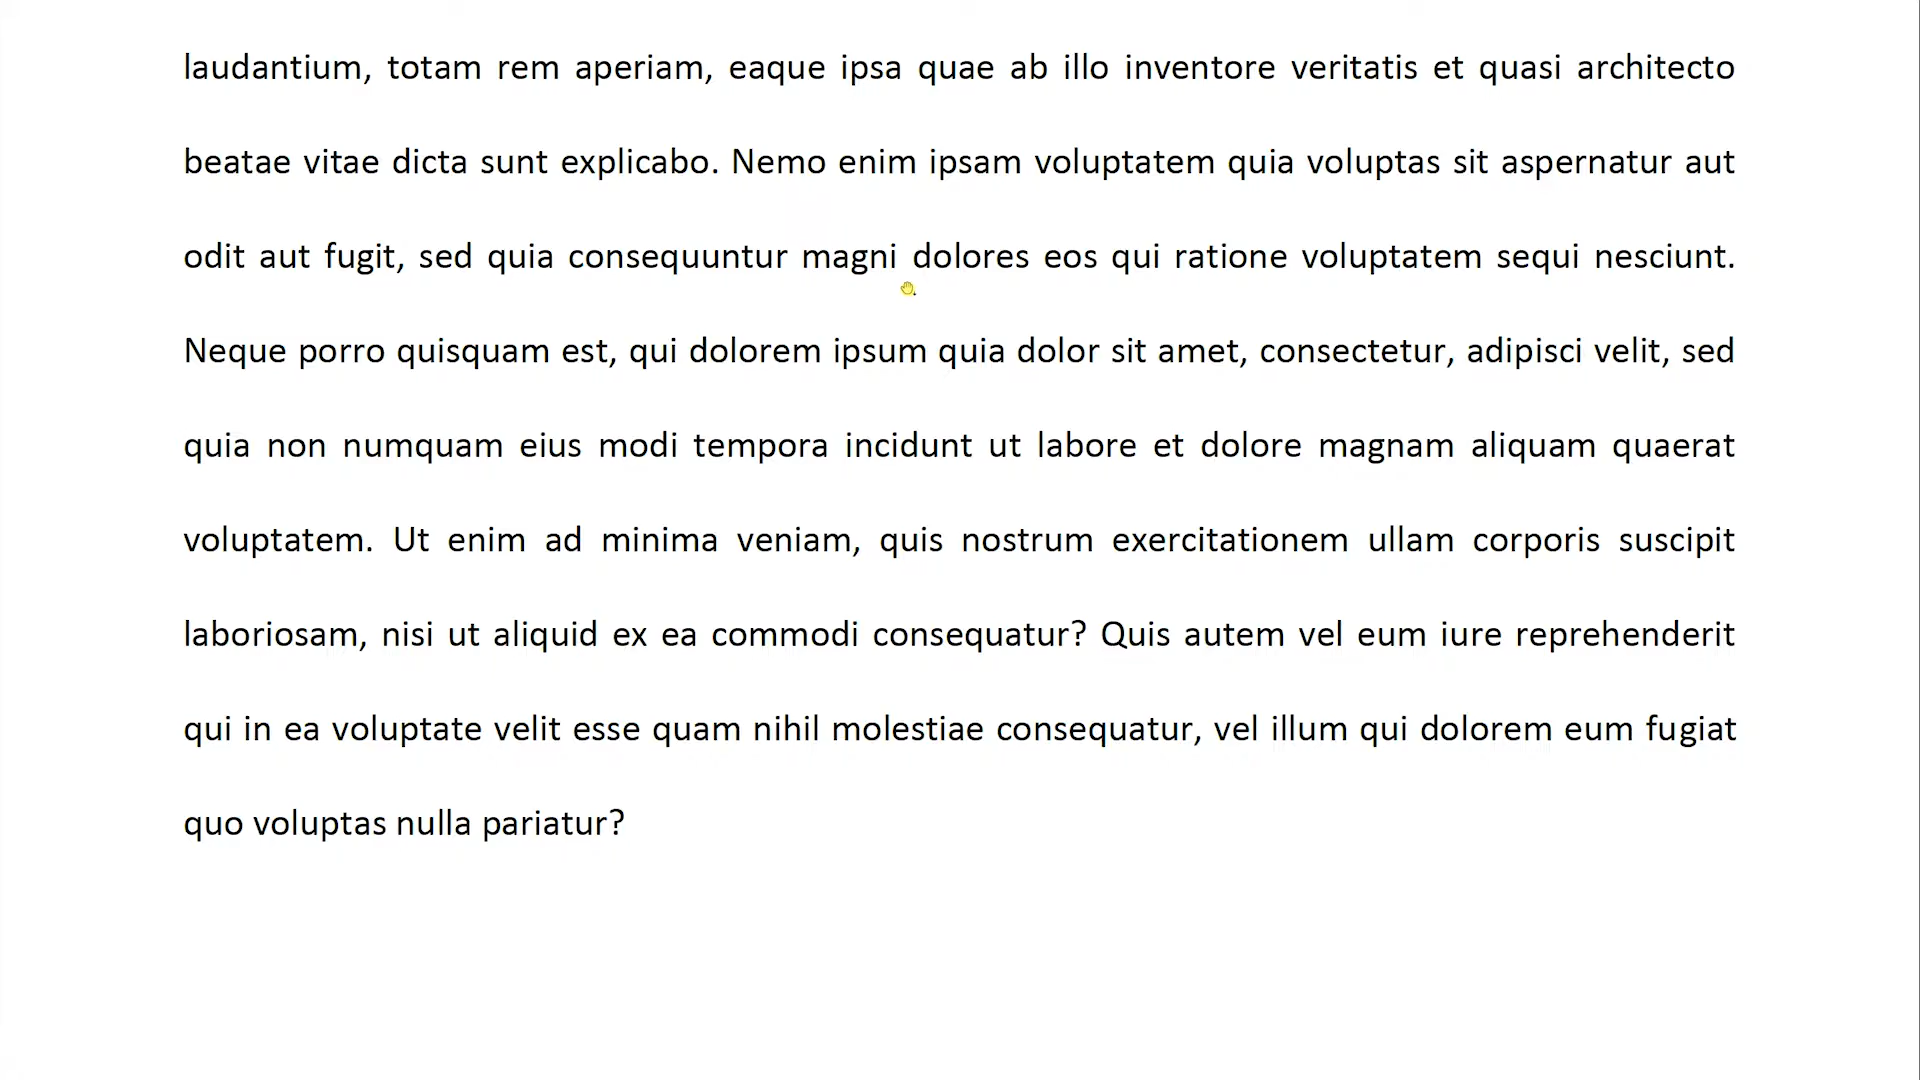 laudantium, totam rem aperiam, eaque ipsa quae ab illo inventore veritatis et quasi architecto
beatae vitae dicta sunt explicabo. Nemo enim ipsam voluptatem quia voluptas sit aspernatur aut
odit aut fugit, sed quia consequuntur magni dolores eos qui ratione voluptatem sequi nesciunt.
Neque porro quisquam est, qui dolorem ipsum quia dolor sit amet, consectetur, adipisci velit, sed
quia non numquam eius modi tempora incidunt ut labore et dolore magnam aliquam quaerat
voluptatem. Ut enim ad minima veniam, quis nostrum exercitationem ullam corporis suscipit
laboriosam, nisi ut aliquid ex ea commodi consequatur? Quis autem vel eum iure reprehenderit
qui in ea voluptate velit esse quam nihil molestiae consequatur, vel illum qui dolorem eum fugiat
quo voluptas nulla pariatur?